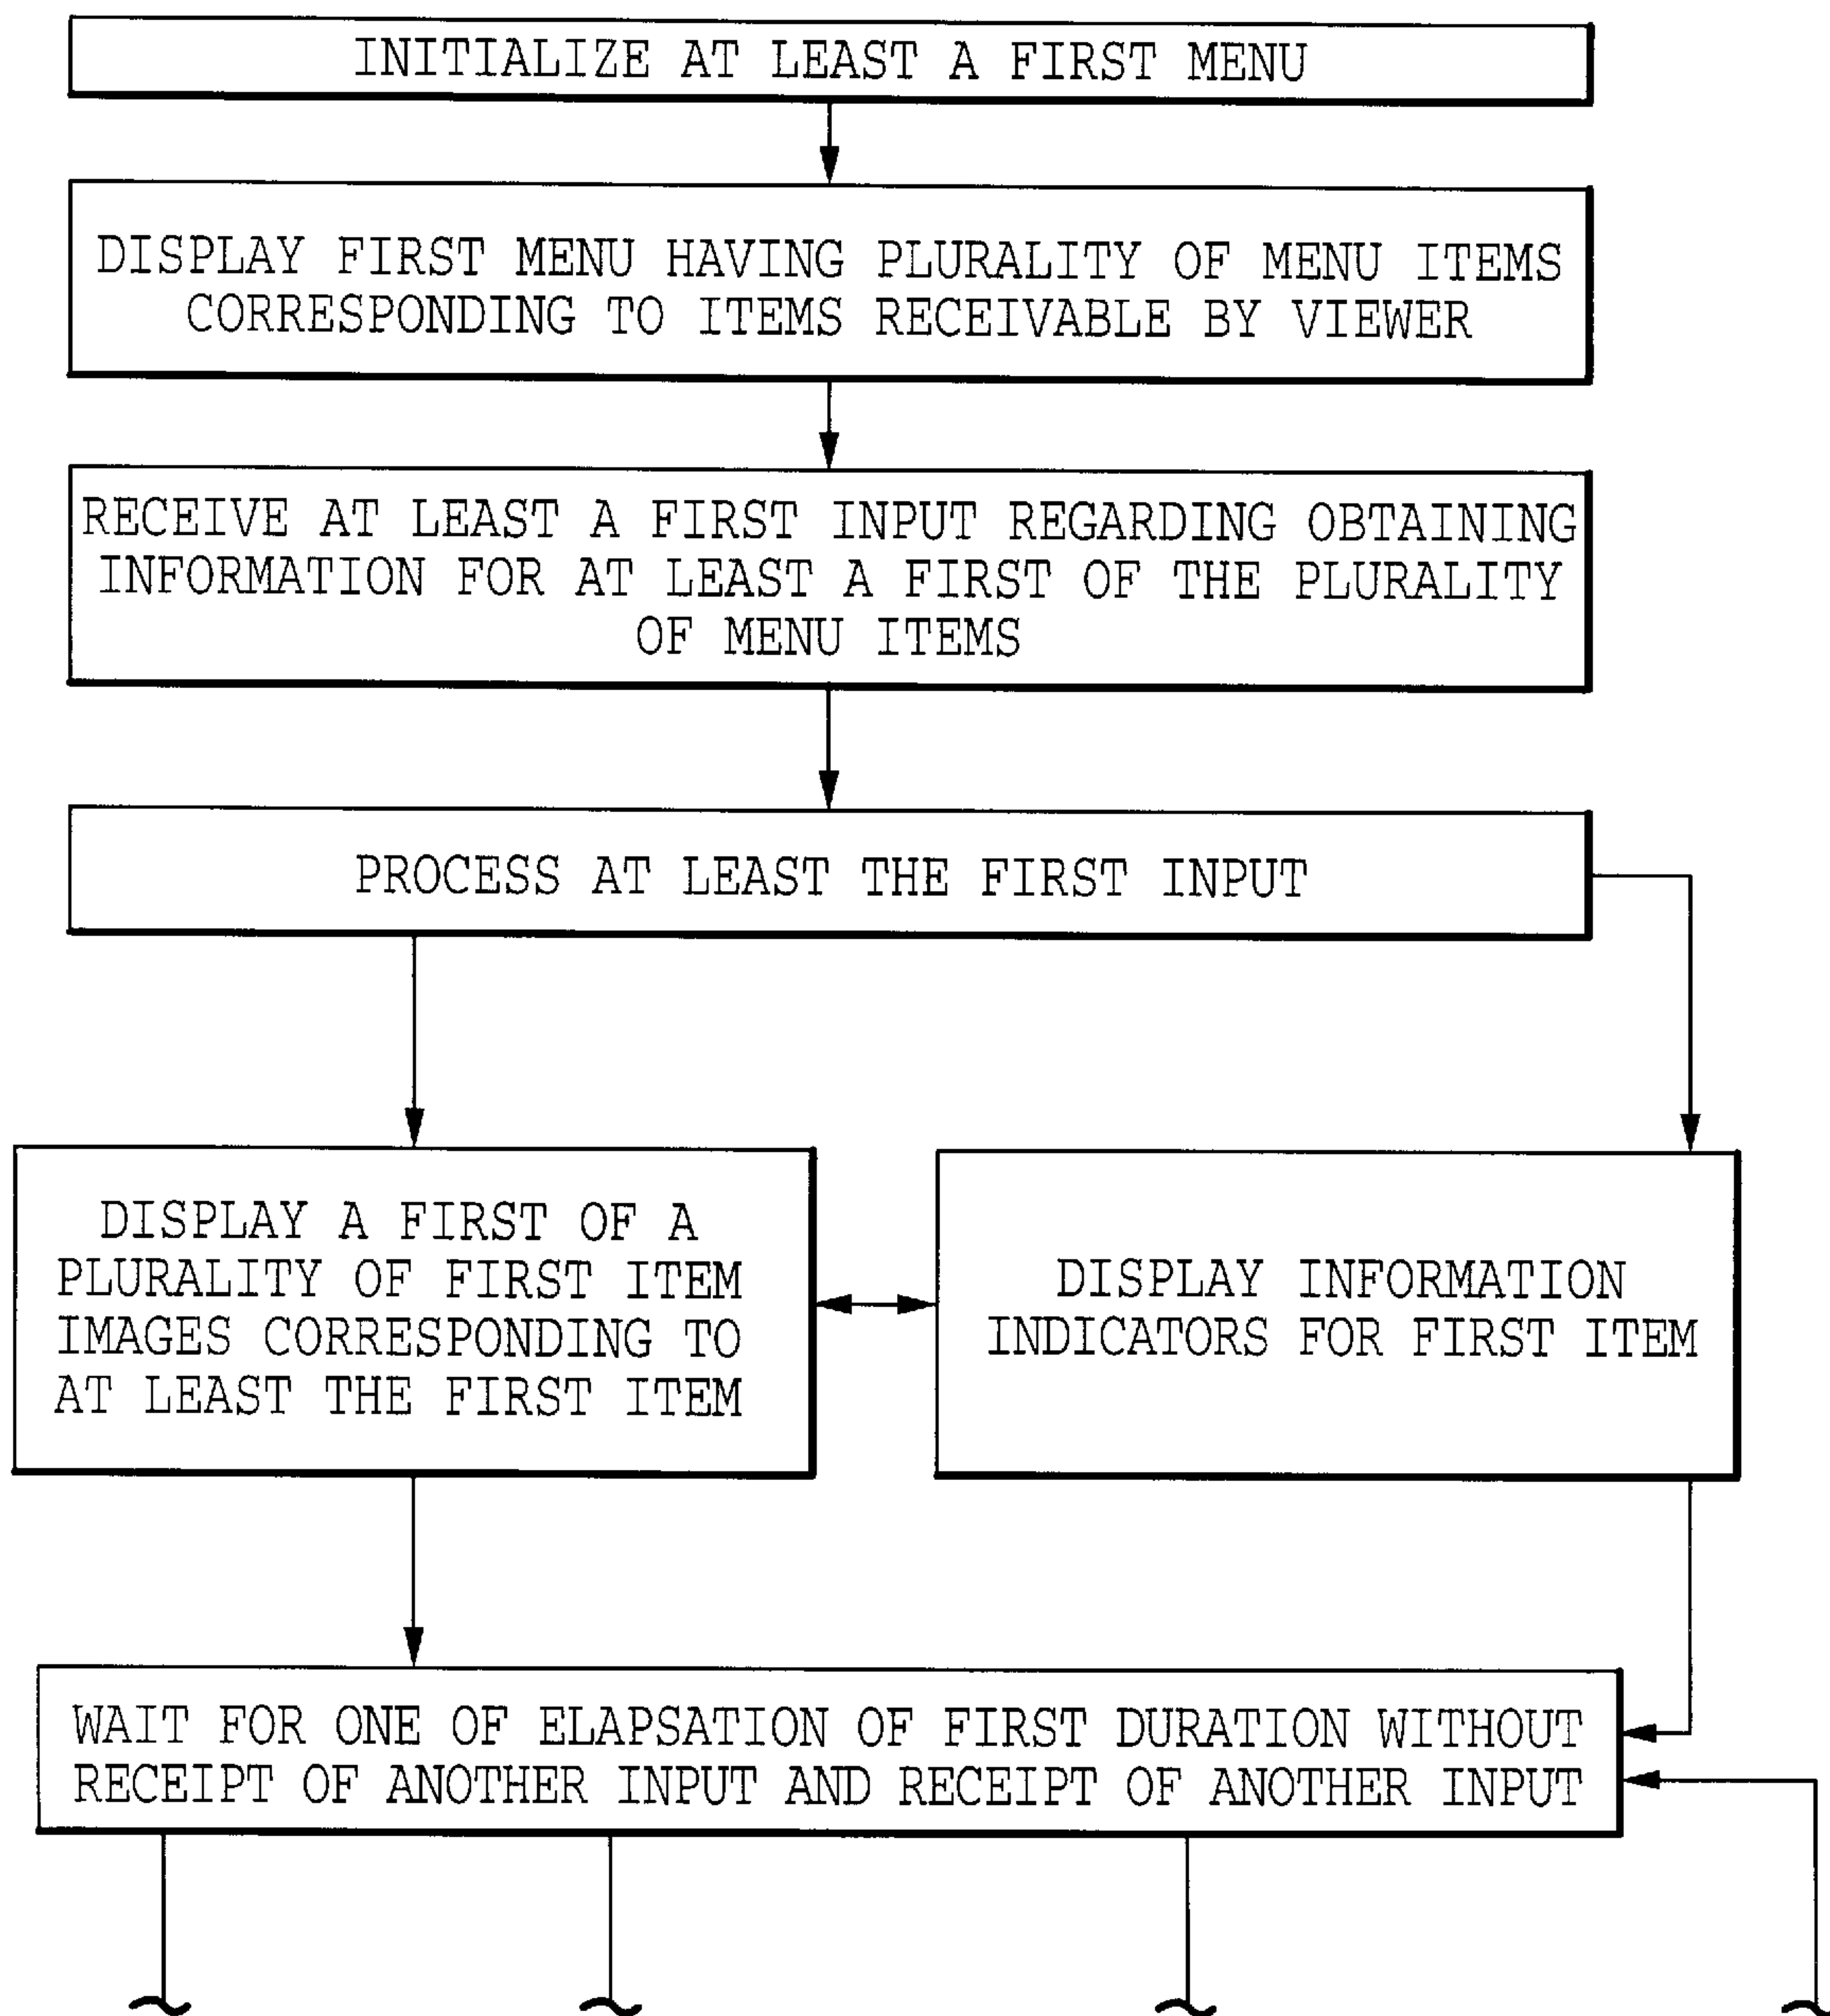 INITIALIZE AT LEAST A FIRST MENU
DISPLAY FIRST MENU HAVING PLURALITY OF MENU ITEMS
CORRESPONDING TO ITEMS RECEIVABLE BY VIEWER
RECEIVE AT LEAST A FIRST INPUT REGARDING OBTAINING
INFORMATION FOR AT LEAST A FIRST OF THE PLURALITY
OF MENU ITEMS
PROCESS AT LEAST THE FIRST INPUT
DISPLAY A FIRST OF A
PLURALITY OF FIRST ITEM
IMAGES CORRESPONDING TO
AT LEAST THE FIRST ITEM
DISPLAY INFORMATION
INDICATORS FOR FIRST ITEM
WAIT FOR ONE OF ELAPSATION OF FIRST DURATION WITHOUT
RECEIPT OF ANOTHER INPUT AND RECEIPT OF ANOTHER INPUT